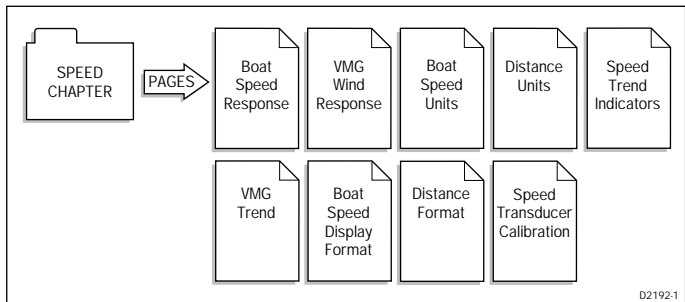 SPEED
CHAPTER
PAGES
Boat
Speed
Response
VMG
Wind
Response
Boat
Speed
Units
Distance
Units
Speed
Trend
Indicators
VMG
Trend
Boat
Speed
Display
Format
Distance
Format
Speed
Transducer
Calibration
D2192-1